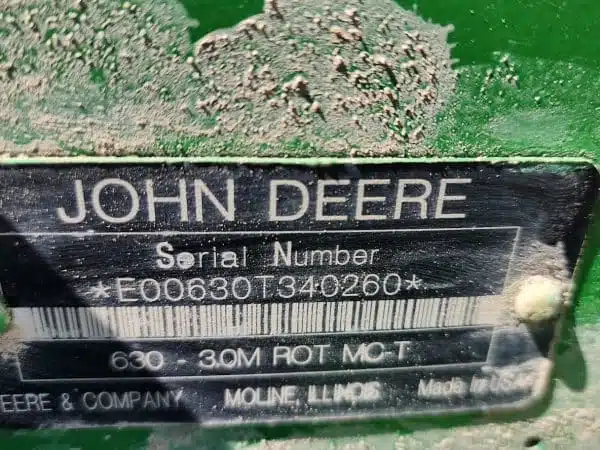 JOHN DEERE
Serial Number
*E00630T340260*
630 - 3.0M ROT MC-T
EERE & COMPANY MOLINE, ILLINOIS Made In USA